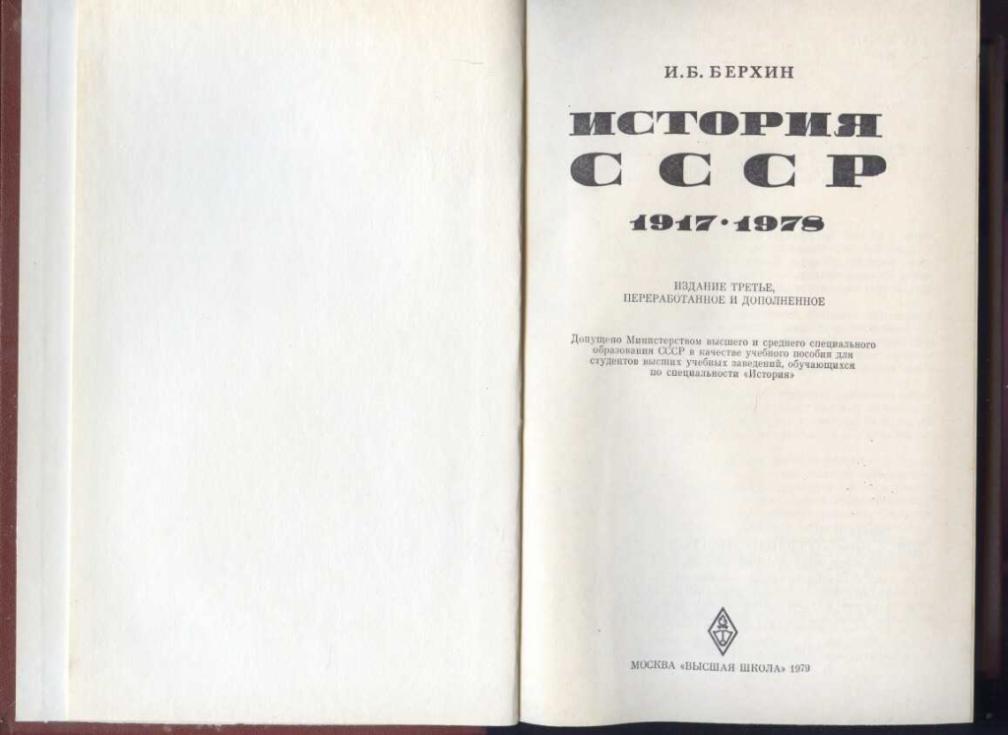 И.Б. БЕРХИН
ИСТОРИЯ
СССР
1917·1978
ИЗДАНИЕ ТРЕТЬЕ,
ПЕРЕРАБОТАННОЕ И ДОПОЛНЕННОЕ
Допущено Министерством высшего и среднего специального
образования СССР в качестве учебного пособия для
студентов высших учебных заведений, обучающихся
по специальности «История»
МОСКВА «ВЫСШАЯ ШКОЛА» 1979